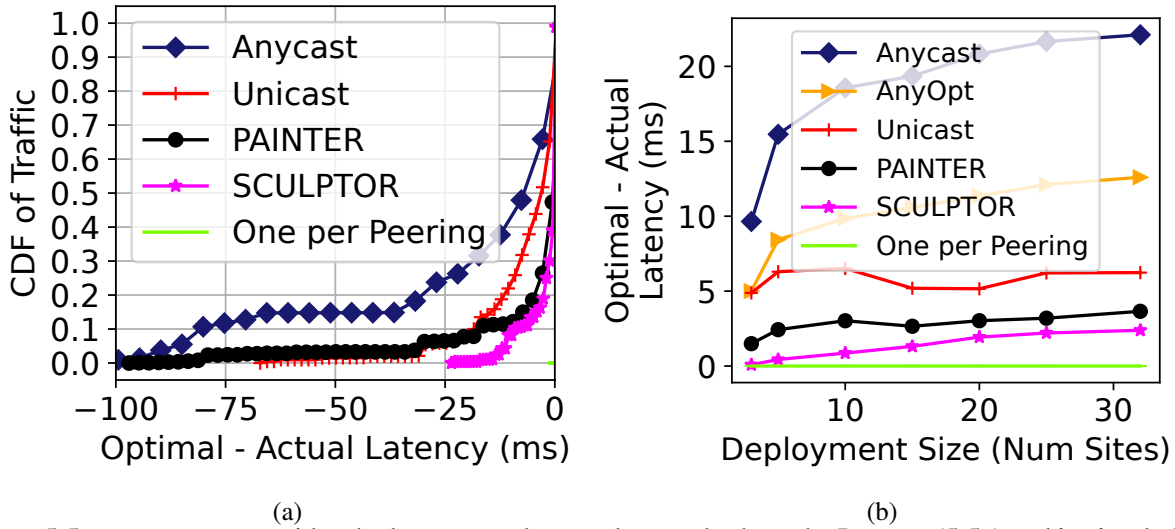 CDF of Traffic
1.0
0.9
0.8
0.7
0.6
0.5
0.4
0.3
0.2
0.1
0.0
Anycast
Unicast
PAINTER
SCULPTOR
One per Peering
−100
−75
−50
−25
0
Optimal - Actual Latency (ms)
(a)
Optimal - Actual
Latency (ms)
20
15
10
5
0
Anycast
AnyOpt
Unicast
PAINTER
SCULPTOR
One per Peering
10
20
30
Deployment Size (Num Sites)
(b)